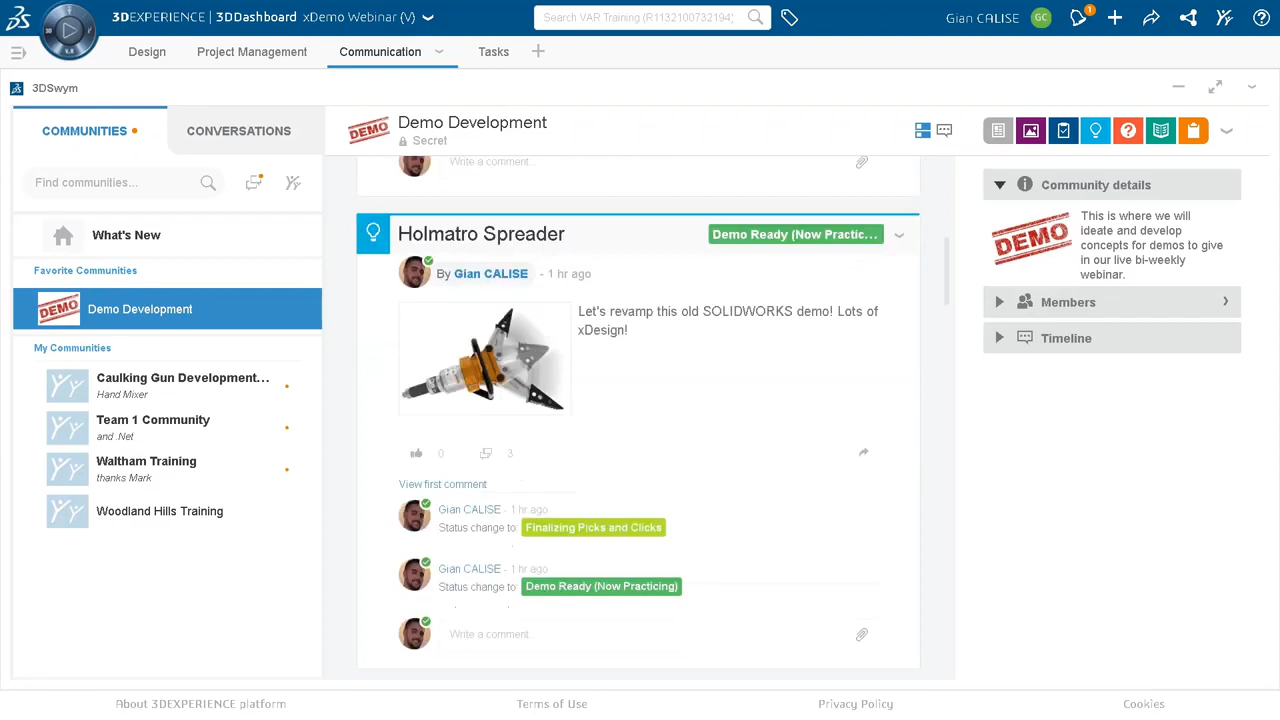 3DEXPERIENCE | 3DDashboard xDemo Webinar (V)
Search VAR Training (R1132100732194)
Gian CALISE GC 1
3D V.R
Design Project Management Communication Tasks
3DSwym
COMMUNITIES CONVERSATIONS
Find communities...
What's New
Favorite Communities
DEMO Demo Development
My Communities
Caulking Gun Development...
Hand Mixer
Team 1 Community
and .Net
Waltham Training
thanks Mark
Woodland Hills Training
DEMO Demo Development
Secret
Write a comment..
Holmatro Spreader Demo Ready (Now Practic...
By Gian CALISE - 1 hr ago
Let's revamp this old SOLIDWORKS demo! Lots of
xDesign!
0 3
View first comment
Gian CALISE - 1 hr ago
Status change to: Finalizing Picks and Clicks
Gian CALISE - 1 hr ago
Status change to: Demo Ready (Now Practicing)
Write a comment..
Community details
DEMO
This is where we will
ideate and develop
concepts for demos to give
in our live bi-weekly
webinar.
Members
Timeline
About 3DEXPERIENCE platform Terms of Use Privacy Policy Cookies